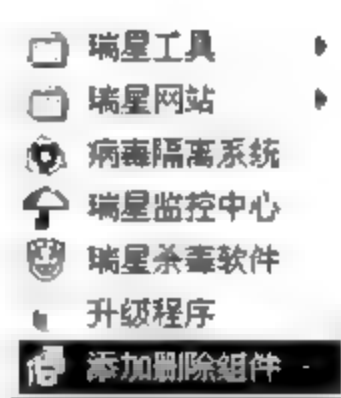 瑞星工具
瑞星网站
病毒隔离系统
瑞星监控中心
瑞星杀毒软件
升级程序
添加删除组件